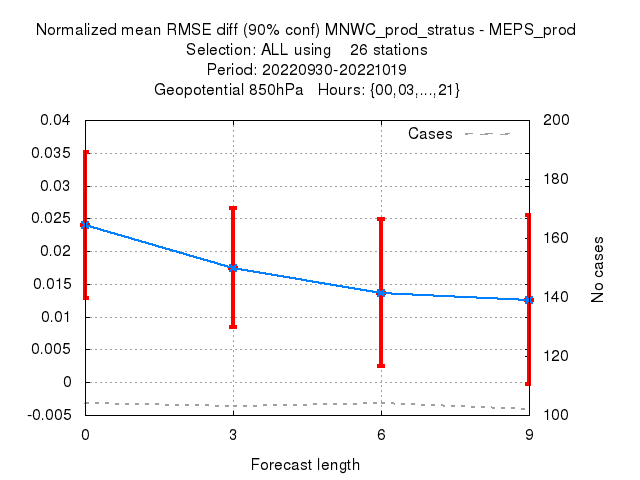 Normalized mean RMSE diff (90% conf) MNWC_prod_stratus - MEPS_prod
Selection: ALL using    26 stations
Period: 20220930-20221019
Geopotential 850hPa   Hours: {00,03,...,21}
Cases
0.04
0.035
0.03
0.025
0.02
0.015
0.01
0.005
0
-0.005
200
180
160
140
120
100
No cases
0 3 6 9
Forecast length